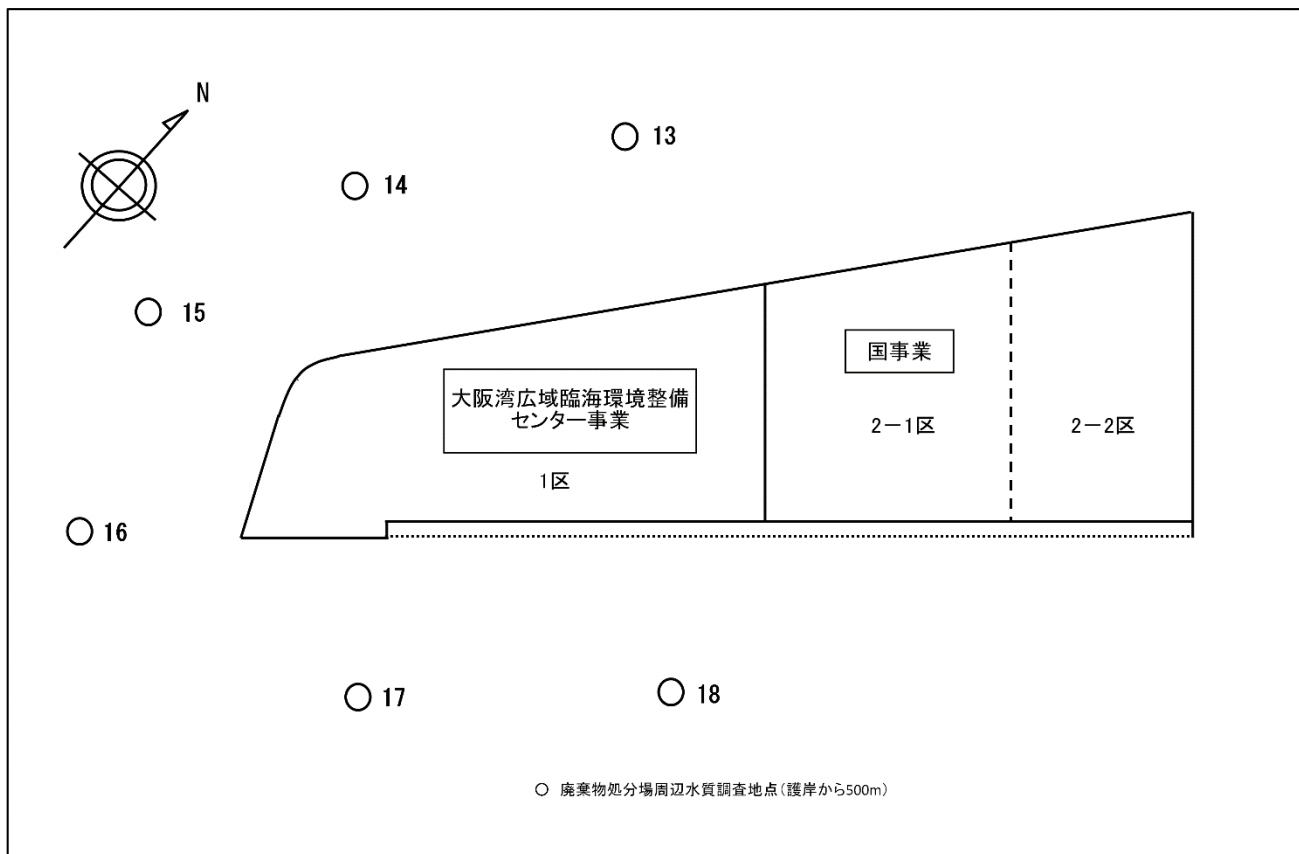 N
13
14
15
国事業
大阪湾広域臨海環境整備
センター事業
2－1区
2－2区
1区
16
17
18
○ 廃棄物処分場周辺水質調査地点(護岸から500m)